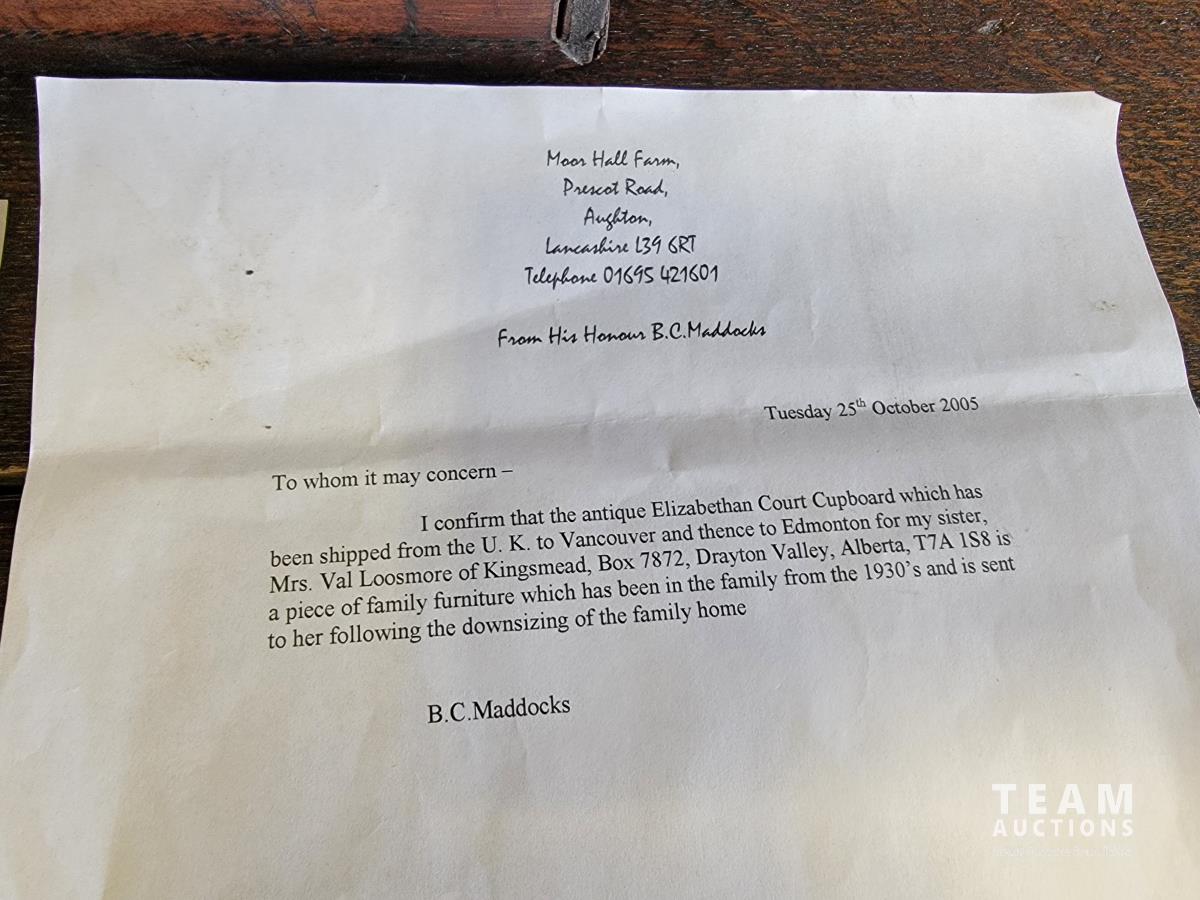 Moor Hall Farm,
Prescot Road,
Aughton,
Lancashire L39 6RT
Telephone 01695 421601
From His Honour B.C.Maddocks
Tuesday 25th October 2005
To whom it may concern –
I confirm that the antique Elizabethan Court Cupboard which has
been shipped from the U. K. to Vancouver and thence to Edmonton for my sister,
Mrs. Val Loosmore of Kingsmead, Box 7872, Drayton Valley, Alberta, T7A 1S8 is
a piece of family furniture which has been in the family from the 1930's and is sent
to her following the downsizing of the family home
B.C.Maddocks
TEAM
AUCTIONS